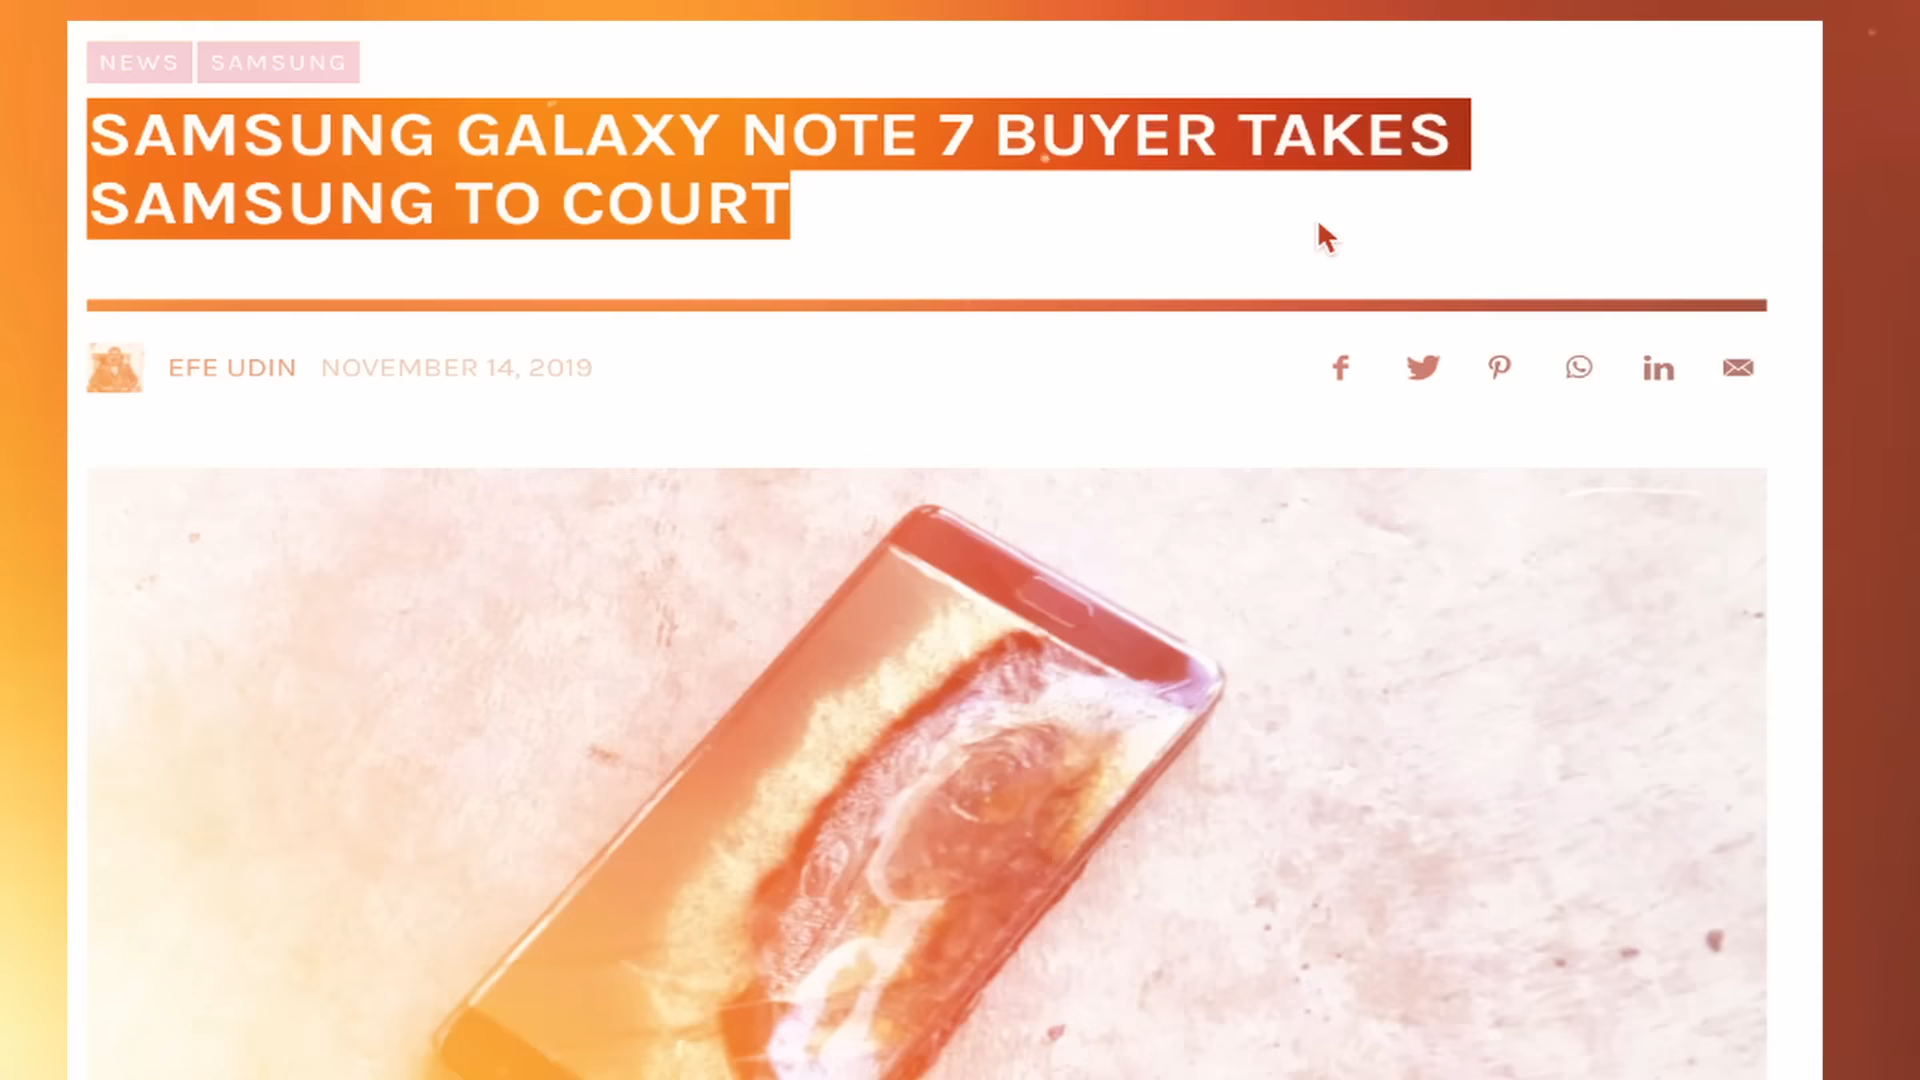 NEWS SAMSUNG
SAMSUNG GALAXY NOTE 7 BUYER TAKES
SAMSUNG TO COURT
EFE UDIN NOVEMBER 14, 2019